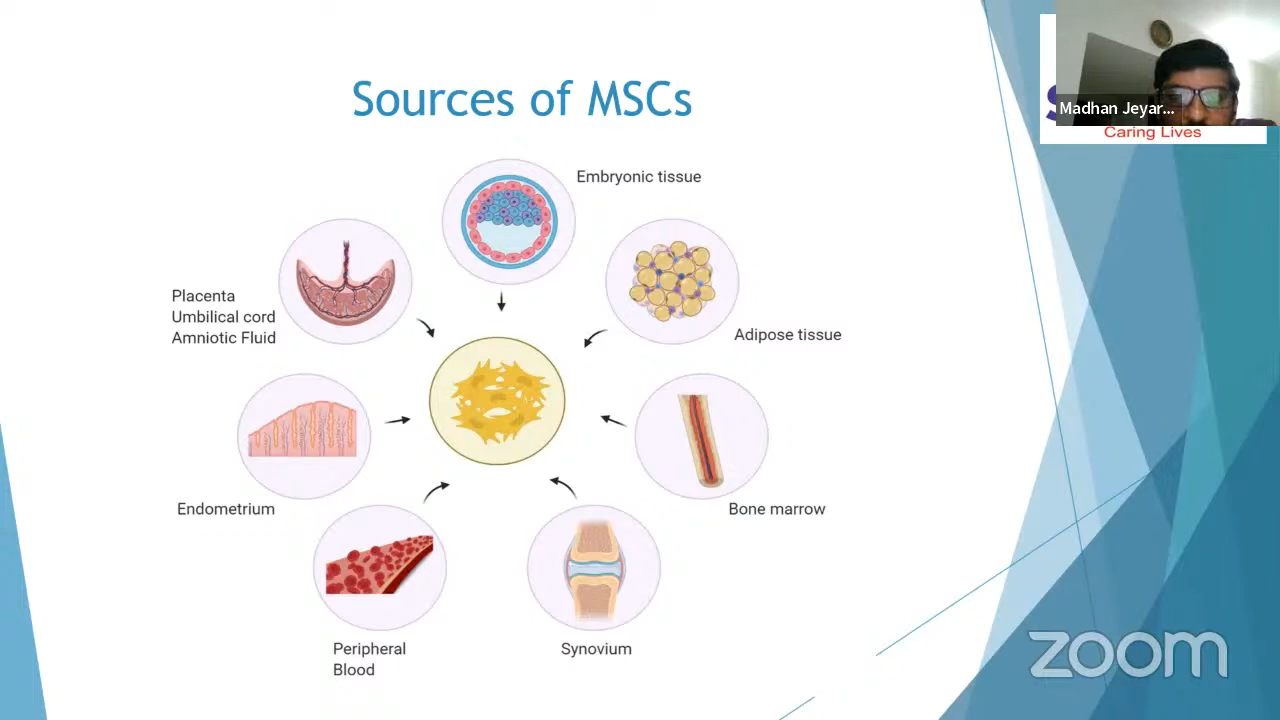 Sources of MSCs
Madhan Jeyar...
Caring Lives
Embryonic tissue
Placenta
Umbilical cord
Amniotic Fluid
Adipose tissue
Endometrium
Bone marrow
Peripheral
Blood
Synovium
zoom